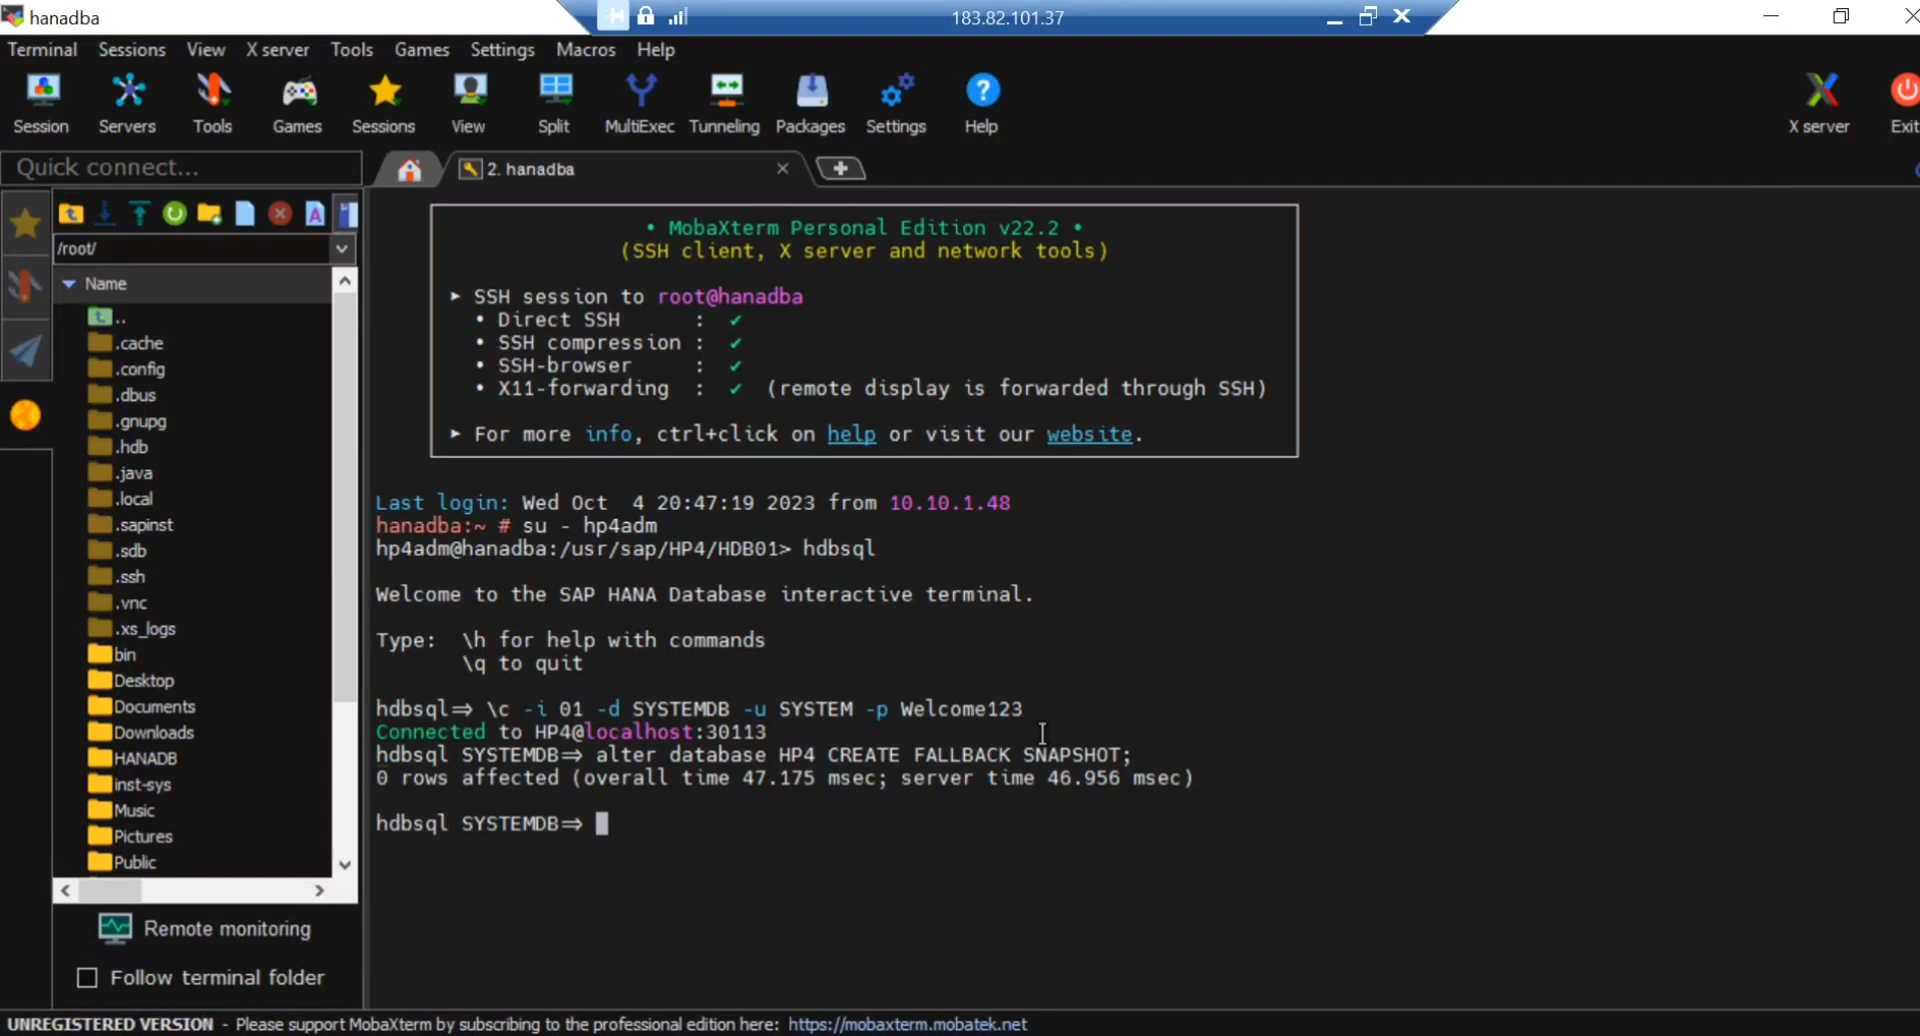 hanadba
183.82.101.37
Terminal Sessions View X server Tools Games Settings Macros Help
Session Servers Tools Games Sessions View Split MultiExec Tunneling Packages Settings Help X server Exit
Quick connect...
2. hanadba
/root/
Name
..
.cache
.config
.dbus
.gnupg
.hdb
.java
.local
.sapinst
.sdb
.ssh
.vnc
.xs_logs
bin
Desktop
Documents
Downloads
HANADB
inst-sys
Music
Pictures
Public
Remote monitoring
Follow terminal folder
• MobaXterm Personal Edition v22.2 •
(SSH client, X server and network tools)
► SSH session to root@hanadba
• Direct SSH : ✔
• SSH compression : ✔
• SSH-browser : ✔
• X11-forwarding : ✔ (remote display is forwarded through SSH)
► For more info, ctrl+click on help or visit our website.
Last login: Wed Oct 4 20:47:19 2023 from 10.10.1.48
hanadba:~ # su - hp4adm
hp4adm@hanadba:/usr/sap/HP4/HDB01> hdbsql
Welcome to the SAP HANA Database interactive terminal.
Type: \h for help with commands
\q to quit
hdbsql=> \c -i 01 -d SYSTEMDB -u SYSTEM -p Welcome123
Connected to HP4@localhost:30113
hdbsql SYSTEMDB=> alter database HP4 CREATE FALLBACK SNAPSHOT;
0 rows affected (overall time 47.175 msec; server time 46.956 msec)
hdbsql SYSTEMDB=>
UNREGISTERED VERSION - Please support MobaXterm by subscribing to the professional edition here: https://mobaxterm.mobatek.net